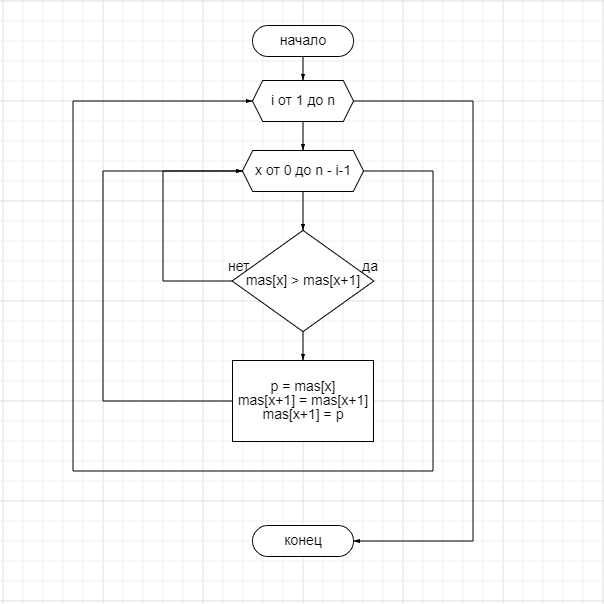 начало
i от 1 до n
x от 0 до n - i-1
нет
да
mas[x] > mas[x+1]
p = mas[x]
mas[x+1] = mas[x+1]
mas[x+1] = p
конец